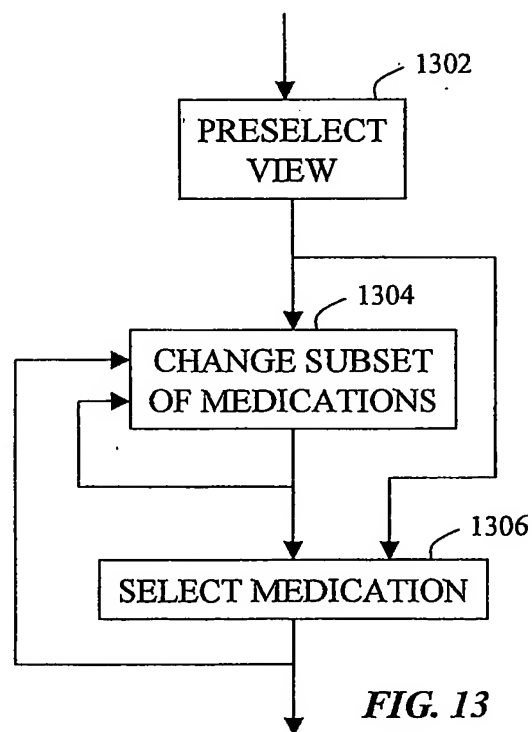 1302
PRESELECT
VIEW
1304
CHANGE SUBSET
OF MEDICATIONS
1306
SELECT MEDICATION
FIG. 13